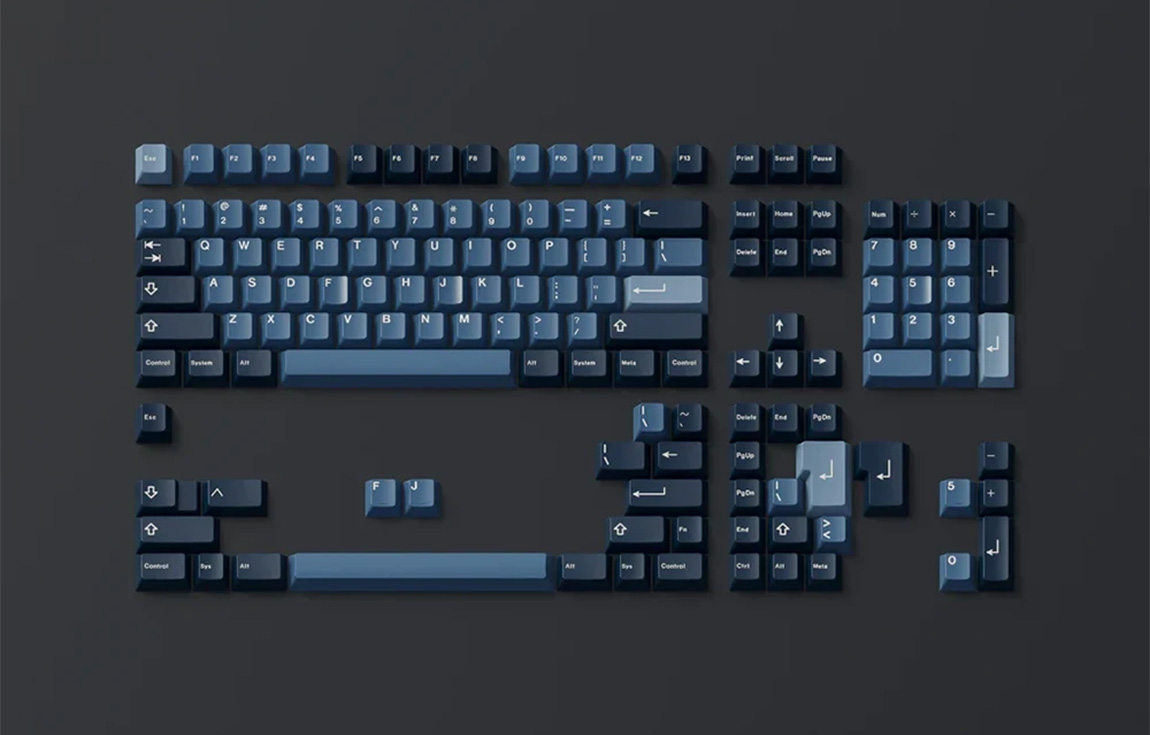 Esc F1 F2 F3 F4 F5 F6 F7 F8 F9 F10 F11 F12 F13 Print Scroll Pause
~ ` ! 1 @ 2 # 3 $ 4 % 5 ^ 6 & 7 * 8 ( 9 ) 0 — - + = ← Insert Home PgUp Num ÷ × −
Q W E R T Y U I O P { [ } ] | \ Delete End PgDn 7 8 9 +
A S D F G H J K L : ; " ' 4 5 6
Z X C V B N M < , > . ? / ↑ 1 2 3
Control System Alt Alt System Meta Control ← ↓ → 0 .
Esc | \ ~ ` Delete End PgDn
| \ ← PgUp −
^ F J PgDn | \ 5 +
Fn End > <
Control Sys Alt Alt Sys Control Ctrl Alt Meta 0